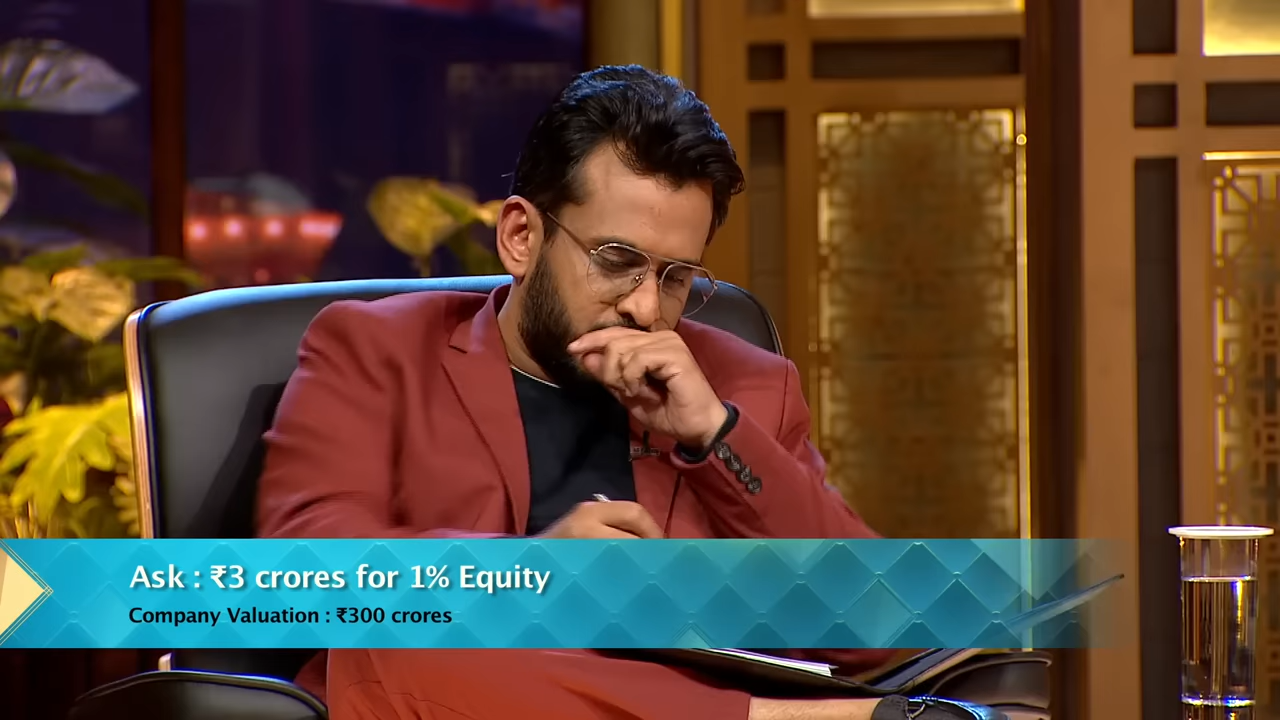 Ask : ₹3 crores for 1% Equity
Company Valuation : ₹300 crores